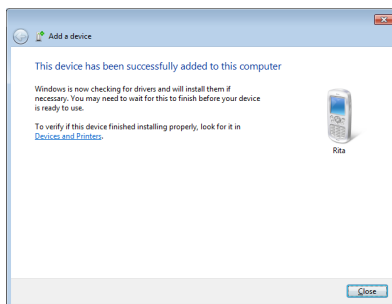 Add a device
This device has been successfully added to this computer
Windows is now checking for drivers and will install them if
necessary. You may need to wait for this to finish before your device
is ready to use.
To verify if this device finished installing properly, look for it in
Devices and Printers.
Rita
Close